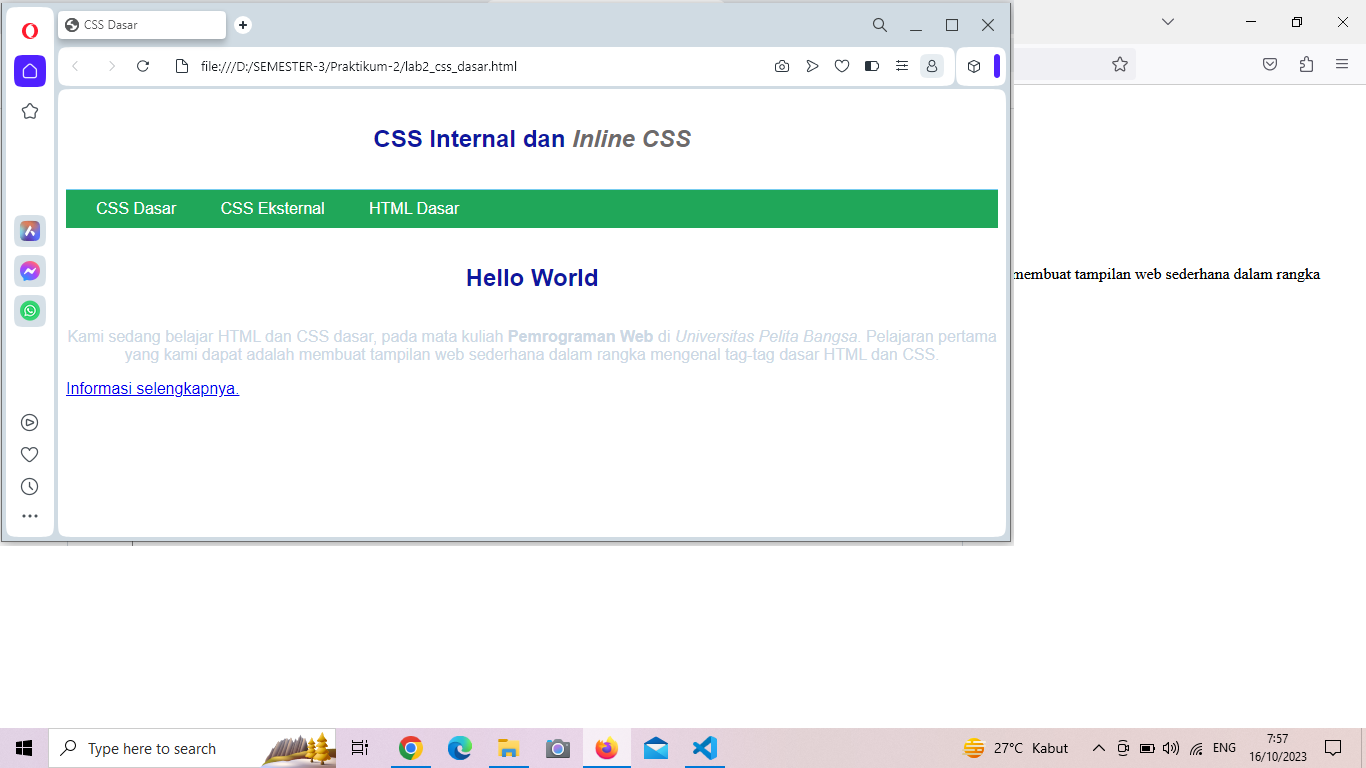 CSS Dasar
file:///D:/SEMESTER-3/Praktikum-2/lab2_css_dasar.html
CSS Internal dan Inline CSS
CSS Dasar CSS Eksternal HTML Dasar
Hello World
Kami sedang belajar HTML dan CSS dasar, pada mata kuliah Pemrograman Web di Universitas Pelita Bangsa. Pelajaran pertama
yang kami dapat adalah membuat tampilan web sederhana dalam rangka mengenal tag-tag dasar HTML dan CSS.
Informasi selengkapnya.
membuat tampilan web sederhana dalam rangka
Type here to search
27°C Kabut
ENG
7:57
16/10/2023